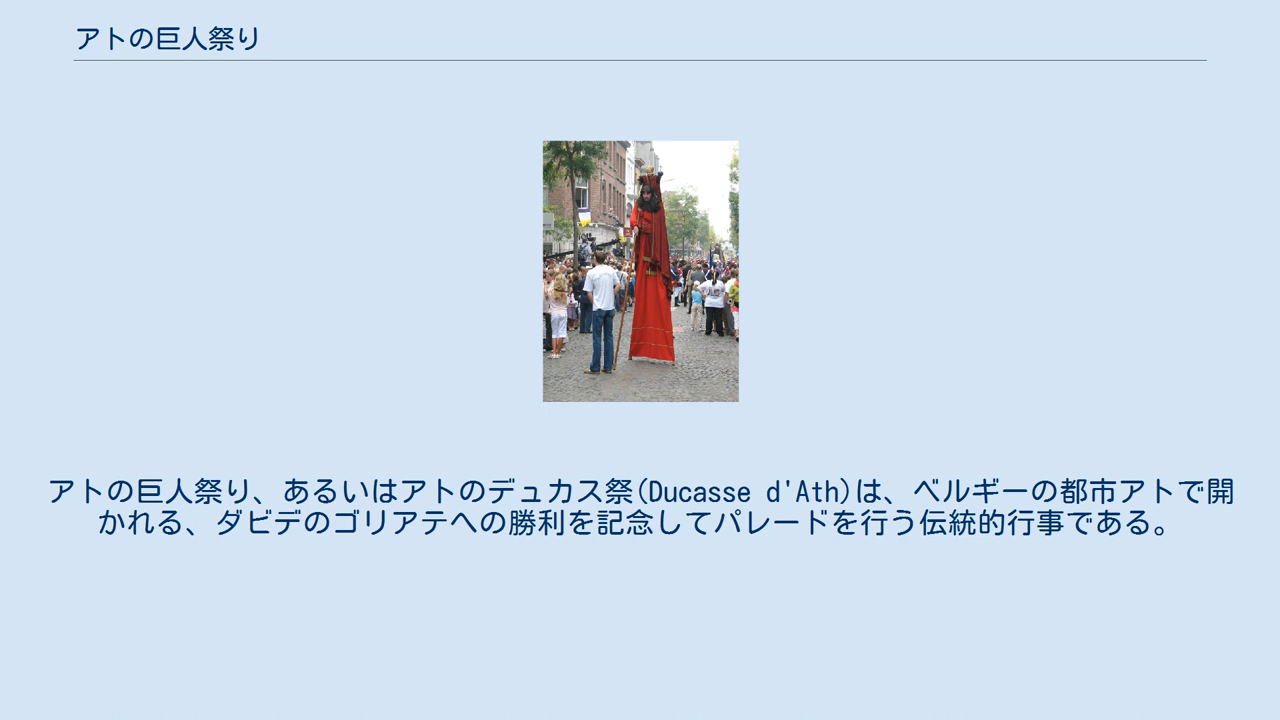 アトの巨人祭り
アトの巨人祭り、あるいはアトのデュカス祭(Ducasse d'Ath)は、ベルギーの都市アトで開
かれる、ダビデのゴリアテへの勝利を記念してパレードを行う伝統的行事である。